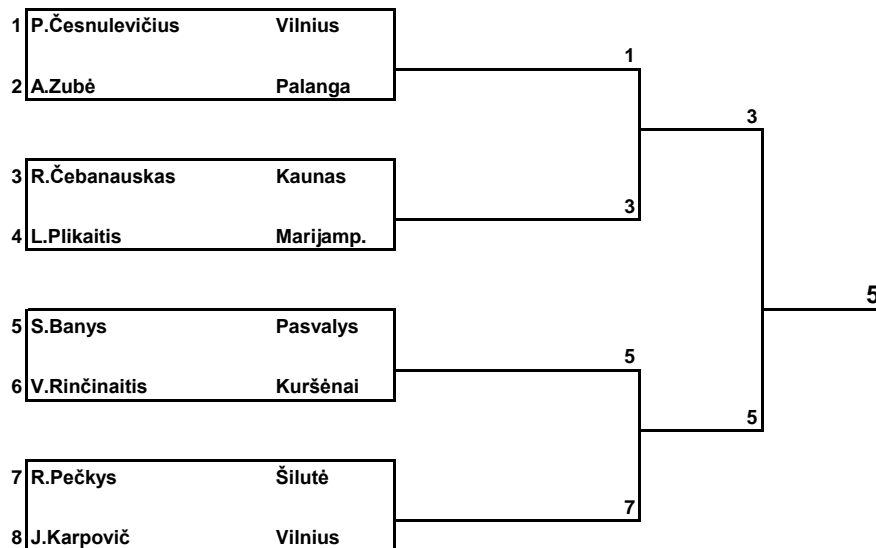 1 P.Česnulevičius Vilnius
1
2 A.Zubė Palanga
3
3 R.Čebanauskas Kaunas
3
4 L.Plikaitis Marijamp.
5
5 S.Banys Pasvalys
5
6 V.Rinčinaitis Kuršėnai
5
7 R.Pečkys Šilutė
7
8 J.Karpovič Vilnius